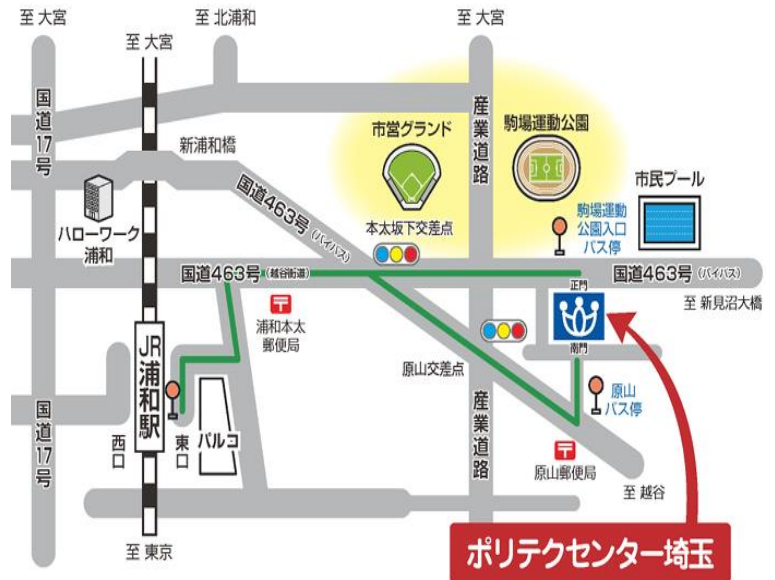 至 大宮
至 北浦和
至 大宮
至 大宮
国道17号
新浦和橋
国道463号(バイパス)
市営グランド
産業道路
駒場運動公園
ハローワーク
浦和
本太坂下交差点
駒場運動
公園入口
バス停
市民プール
国道463号(越谷街道)
国道463号(バイパス)
至 新見沼大橋
正門
南門
浦和本太
郵便局
JR浦和駅
原山交差点
原山
バス停
国道17号
西口
東口
パルコ
産業道路
原山郵便局
至 越谷
至 東京
ポリテクセンター埼玉